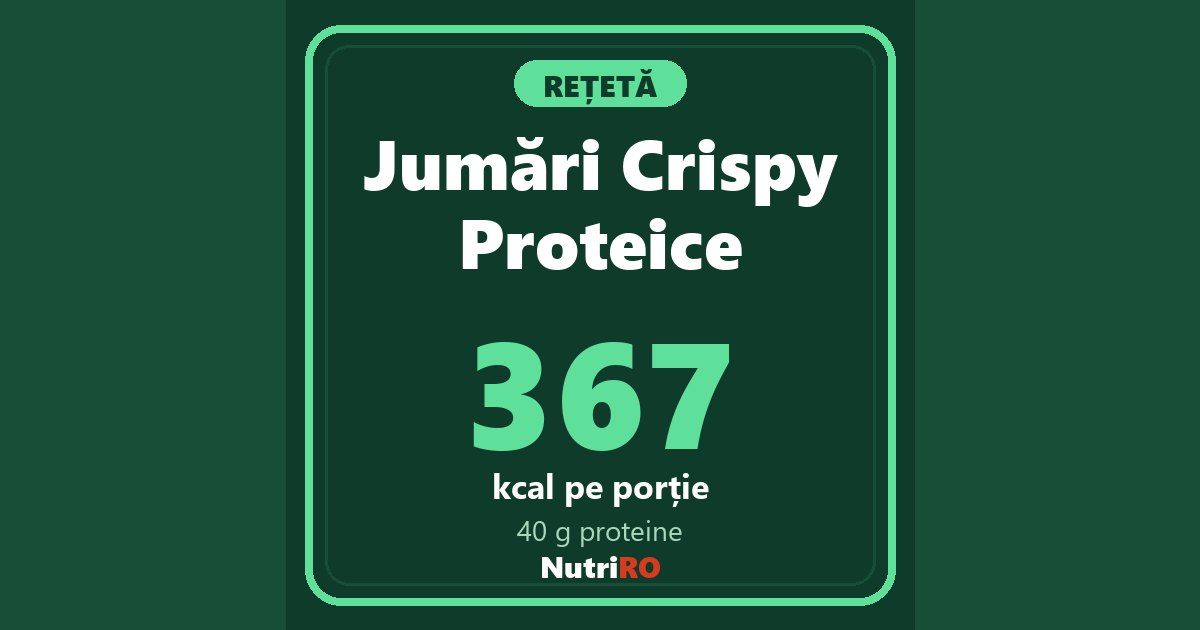 REȚETĂ
Jumări Crispy
Proteice
367
kcal pe porție
40 g proteine
NutriRO